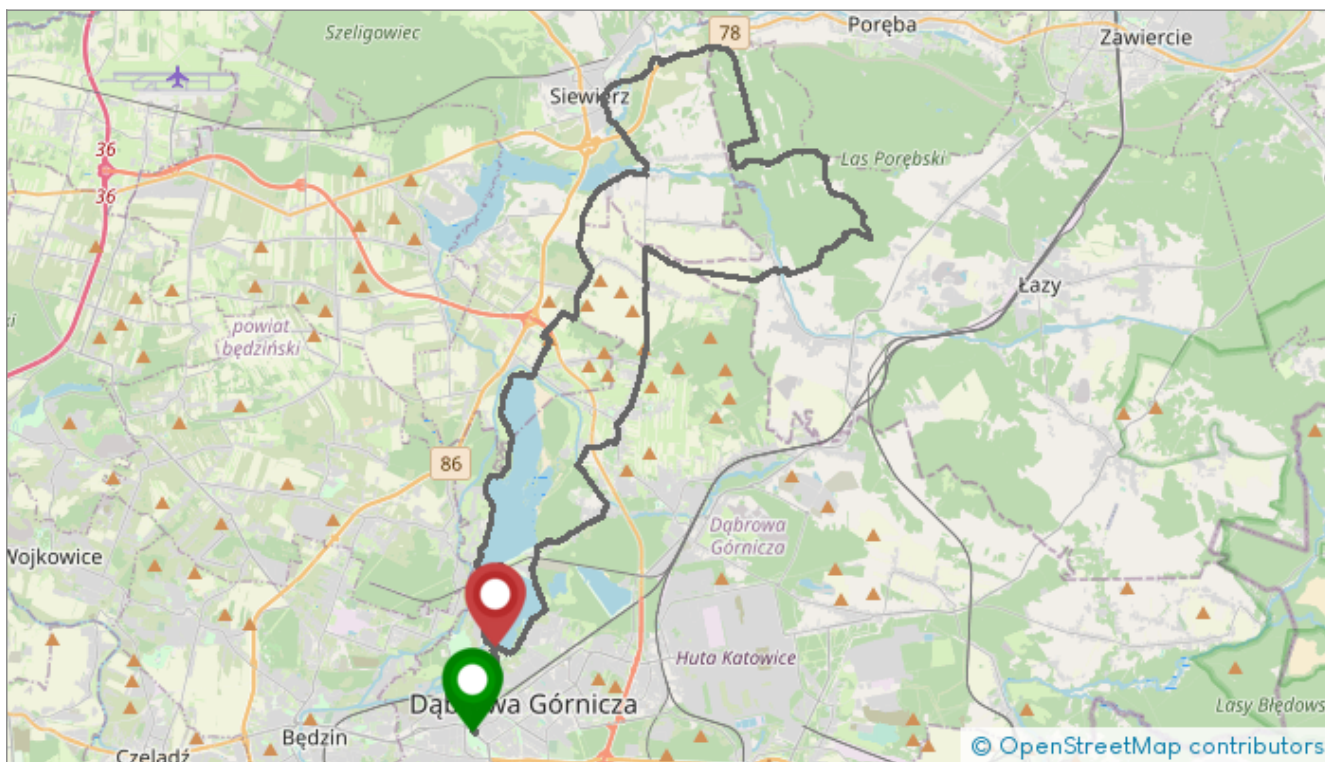 Szeligowiec
78
Poręba
Zawiercie
Siewierz
36
36
Las Porębski
Łazy
powiat
będziński
86
Dąbrowa
Górnicza
Wojkowice
Huta Katowice
Dąbrowa Górnicza
Będzin
Lasy Błędows
Czeladź
© OpenStreetMap contributors